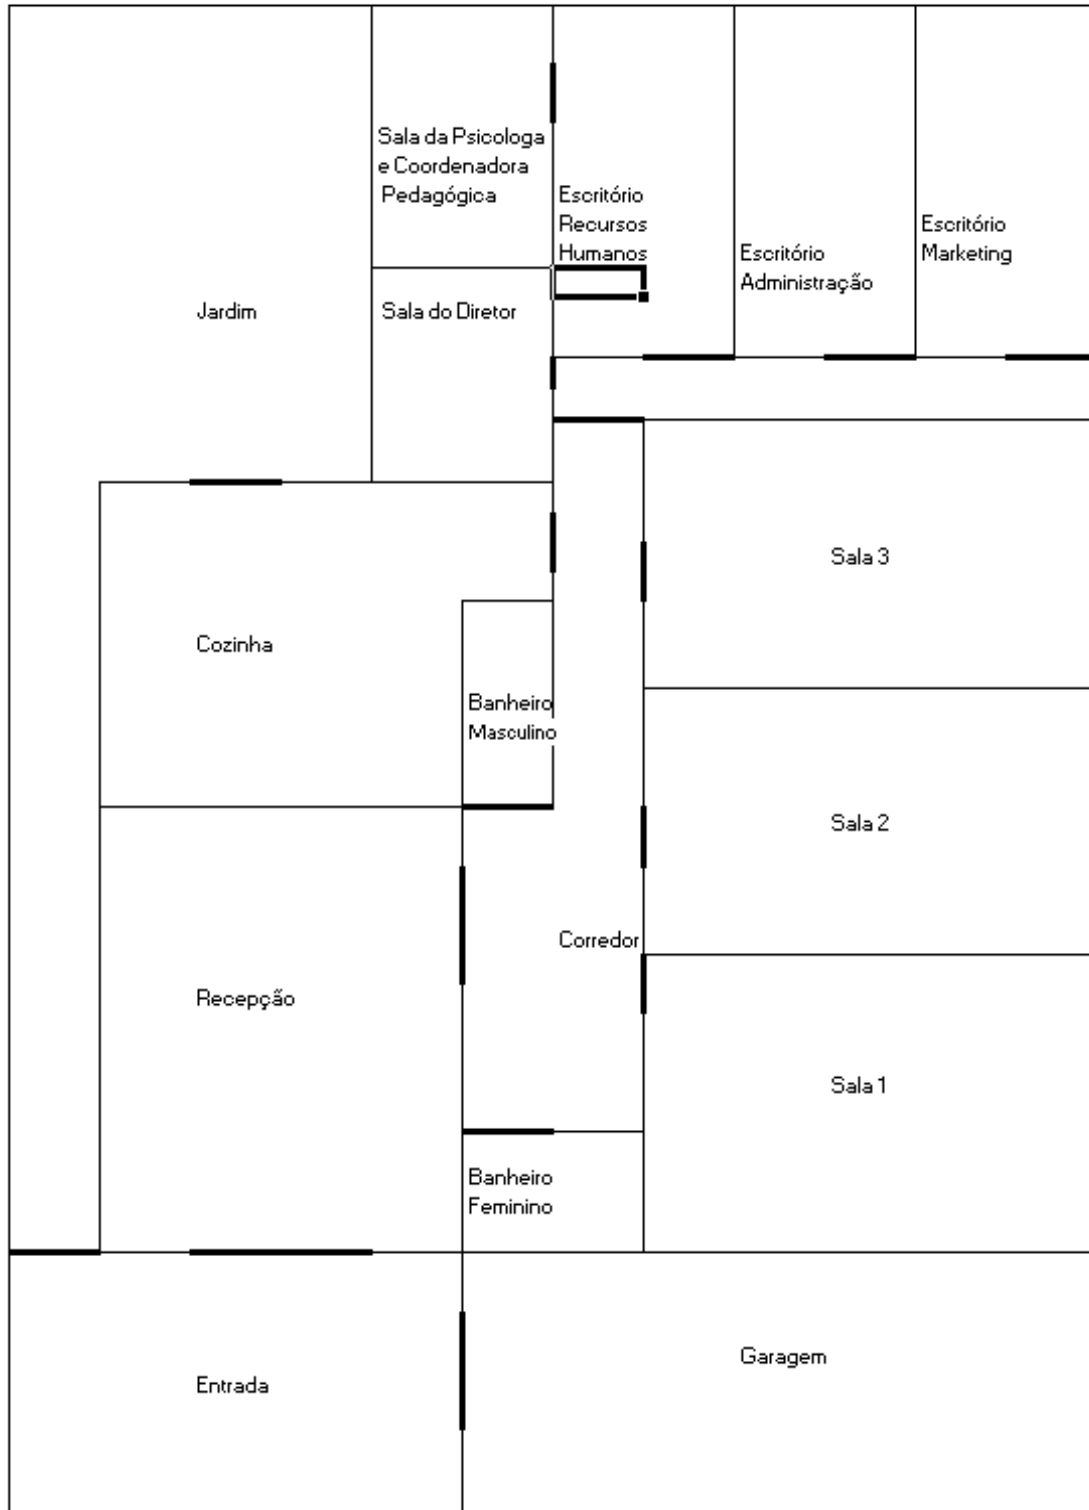 Sala da Psicologa
e Coordenadora
Pedagógica
Escritório
Recursos
Humanos
Escritório
Administração
Escritório
Marketing
Jardim
Sala do Diretor
Sala 3
Cozinha
Banheiro
Masculino
Sala 2
Corredor
Recepção
Sala 1
Banheiro
Feminino
Entrada
Garagem